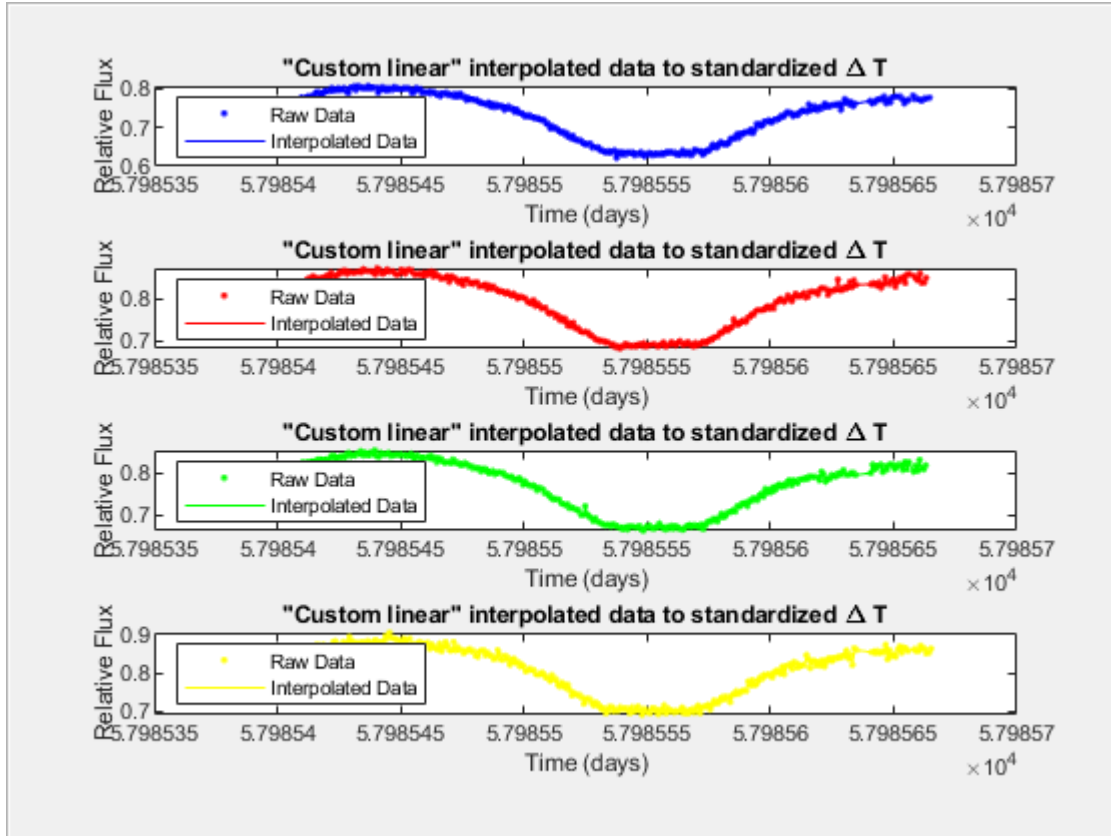 "Custom linear" interpolated data to standardized Δ T
Relative Flux
0.8
0.7
0.6
Raw Data
Interpolated Data
5.798535 5.79854 5.798545 5.79855 5.798555 5.79856 5.798565 5.79857
Time (days)
×10⁴
"Custom linear" interpolated data to standardized Δ T
Relative Flux
0.8
0.7
Raw Data
Interpolated Data
5.798535 5.79854 5.798545 5.79855 5.798555 5.79856 5.798565 5.79857
Time (days)
×10⁴
"Custom linear" interpolated data to standardized Δ T
Relative Flux
0.8
0.7
Raw Data
Interpolated Data
5.798535 5.79854 5.798545 5.79855 5.798555 5.79856 5.798565 5.79857
Time (days)
×10⁴
"Custom linear" interpolated data to standardized Δ T
Relative Flux
0.9
0.8
0.7
Raw Data
Interpolated Data
5.798535 5.79854 5.798545 5.79855 5.798555 5.79856 5.798565 5.79857
Time (days)
×10⁴